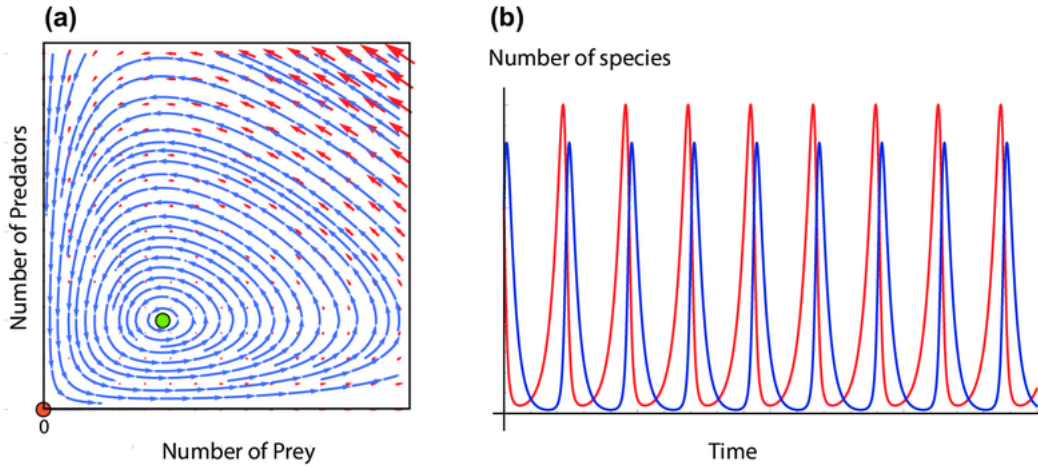 (a)
Number of Predators
0
Number of Prey
(b)
Number of species
Time